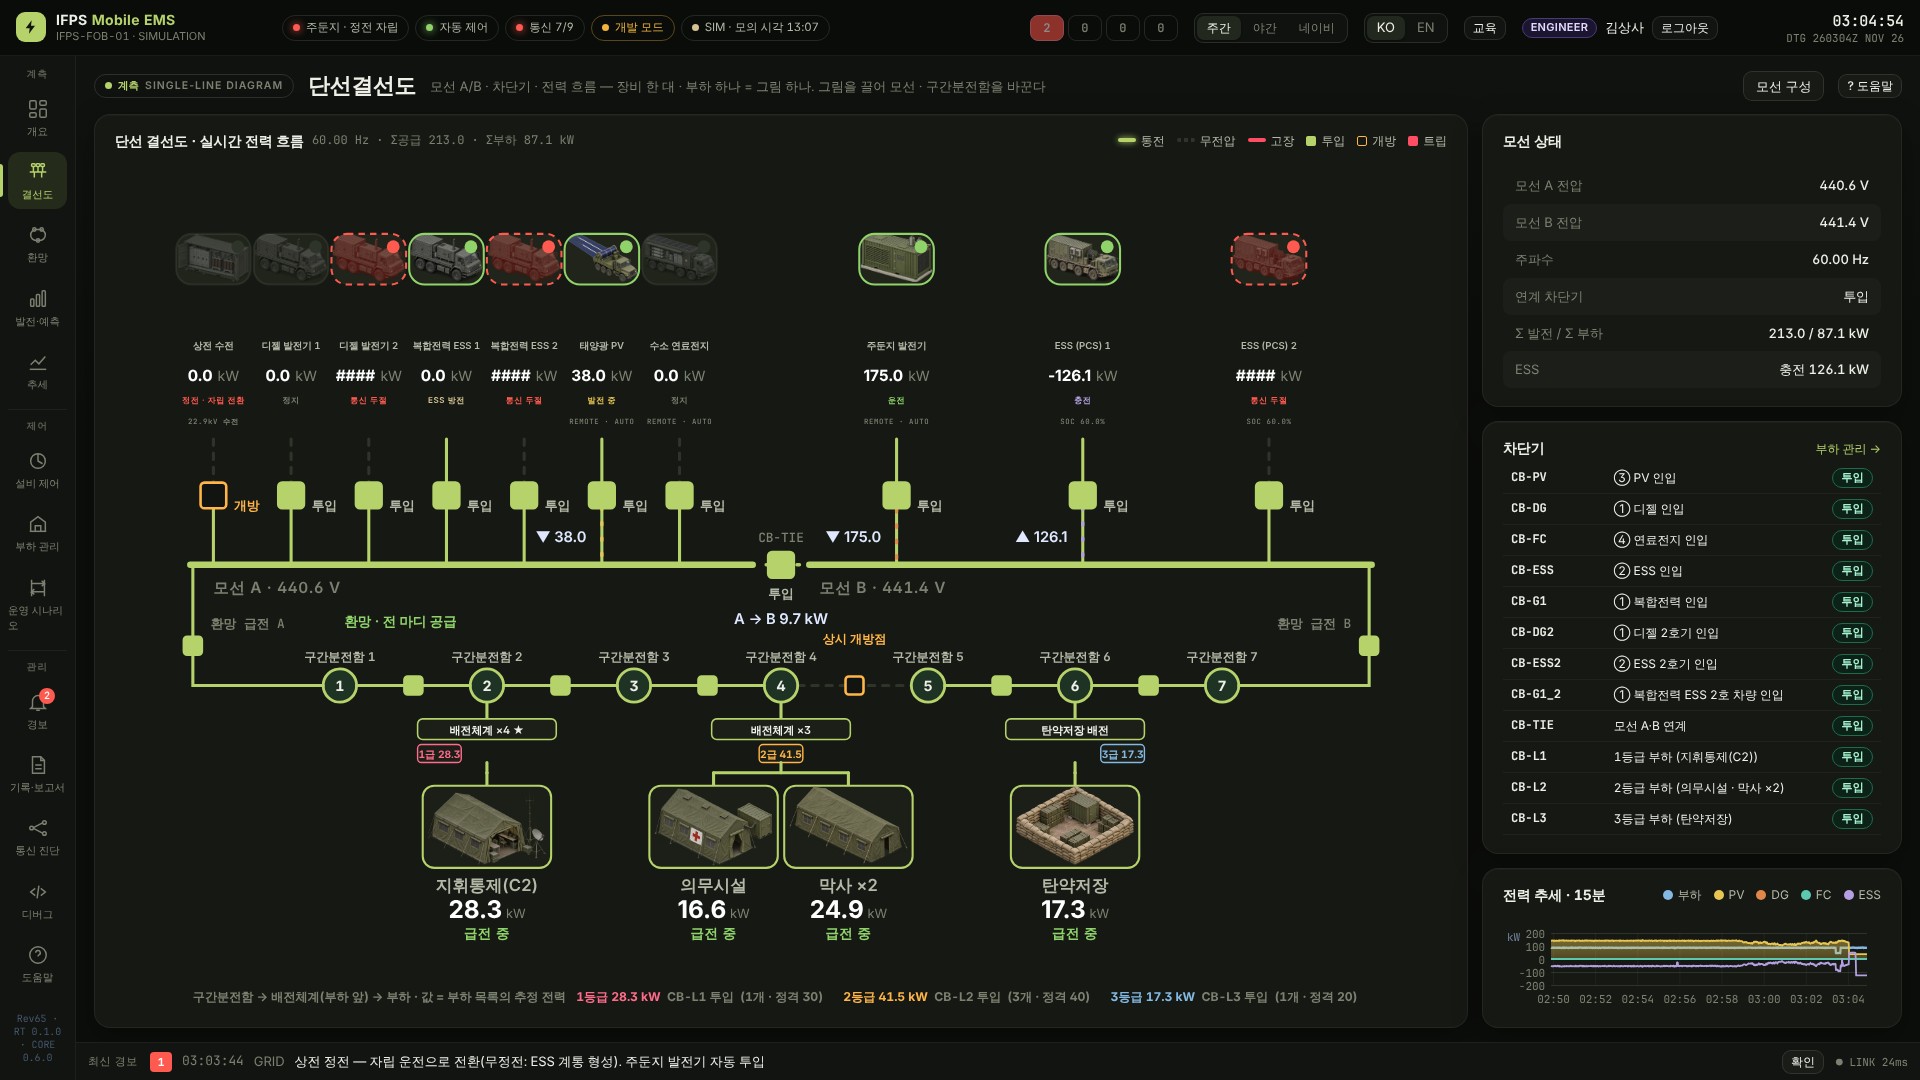 IFPS Mobile EMS
IFPS-FOB-01 · SIMULATION
주둔지 · 정전 자립
자동 제어
통신 7/9
개발 모드
SIM · 모의 시각 13:07
2 0 0 0
주간 야간 네이비
KO EN
교육
ENGINEER 김상사 로그아웃
03:04:54
DTG 260304Z NOV 26
계측
개요
결선도
환망
발전·예측
추세
제어
설비 제어
부하 관리
운영 시나리
오
관리
2
경보
기록·보고서
통신 진단
디버그
도움말
Rev65 ·
RT 0.1.0
· CORE
0.6.0
계측 SINGLE-LINE DIAGRAM
단선결선도
모선 A/B · 차단기 · 전력 흐름 — 장비 한 대 · 부하 하나 = 그림 하나. 그림을 끌어 모선 · 구간분전함을 바꾼다
모선 구성
? 도움말
단선 결선도 · 실시간 전력 흐름 60.00 Hz · Σ공급 213.0 · Σ부하 87.1 kW
통전 무전압 고장 투입 개방 트립
상전 수전 디젤 발전기 1 디젤 발전기 2 복합전력 ESS 1 복합전력 ESS 2 태양광 PV 수소 연료전지 주둔지 발전기 ESS (PCS) 1 ESS (PCS) 2
0.0 kW 0.0 kW #### kW 0.0 kW #### kW 38.0 kW 0.0 kW 175.0 kW -126.1 kW #### kW
정전 · 자립 전환 정지 통신 두절 ESS 방전 통신 두절 발전 중 정지 운전 충전 통신 두절
22.9kV 수전 REMOTE · AUTO REMOTE · AUTO REMOTE · AUTO SOC 60.0% SOC 60.0%
개방 투입 투입 투입 투입 투입 투입 투입 투입 투입
▼ 38.0 CB-TIE ▼ 175.0 ▲ 126.1
모선 A · 440.6 V 투입 모선 B · 441.4 V
환망 급전 A 환망 · 전 마디 공급 A → B 9.7 kW 환망 급전 B
상시 개방점
구간분전함 1 구간분전함 2 구간분전함 3 구간분전함 4 구간분전함 5 구간분전함 6 구간분전함 7
1 2 3 4 5 6 7
배전체계 ×4 ★ 배전체계 ×3 탄약저장 배전
1급 28.3 2급 41.5 3급 17.3
지휘통제(C2) 의무시설 막사 ×2 탄약저장
28.3 kW 16.6 kW 24.9 kW 17.3 kW
급전 중 급전 중 급전 중 급전 중
구간분전함 → 배전체계(부하 앞) → 부하 · 값 = 부하 목록의 추정 전력 1등급 28.3 kW CB-L1 투입 (1개 · 정격 30) 2등급 41.5 kW CB-L2 투입 (3개 · 정격 40) 3등급 17.3 kW CB-L3 투입 (1개 · 정격 20)
모선 상태
모선 A 전압 440.6 V
모선 B 전압 441.4 V
주파수 60.00 Hz
연계 차단기 투입
Σ 발전 / Σ 부하 213.0 / 87.1 kW
ESS 충전 126.1 kW
차단기 부하 관리 →
CB-PV ③ PV 인입 투입
CB-DG ① 디젤 인입 투입
CB-FC ④ 연료전지 인입 투입
CB-ESS ② ESS 인입 투입
CB-G1 ① 복합전력 인입 투입
CB-DG2 ① 디젤 2호기 인입 투입
CB-ESS2 ② ESS 2호기 인입 투입
CB-G1_2 ① 복합전력 ESS 2호 차량 인입 투입
CB-TIE 모선 A·B 연계 투입
CB-L1 1등급 부하 (지휘통제(C2)) 투입
CB-L2 2등급 부하 (의무시설 · 막사 ×2) 투입
CB-L3 3등급 부하 (탄약저장) 투입
전력 추세 · 15분 부하 PV DG FC ESS
kW 200
100
0
-100
-200
02:50 02:52 02:54 02:56 02:58 03:00 03:02 03:04
최신 경보 1 03:03:44 GRID 상전 정전 — 자립 운전으로 전환(무정전: ESS 계통 형성). 주둔지 발전기 자동 투입
확인 LINK 24ms